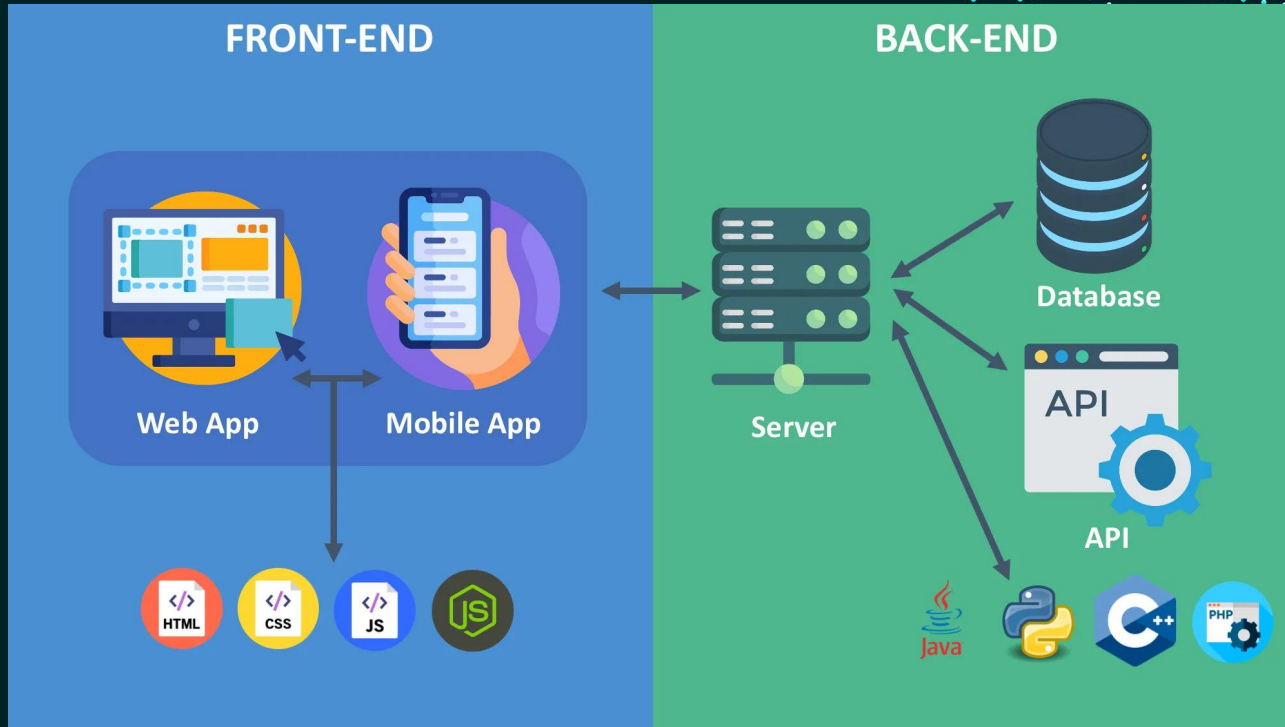 FRONT-END
BACK-END
Web App
Mobile App
Server
Database
API
API
</> HTML
</> CSS
</> JS
JS
Java
C++
PHP